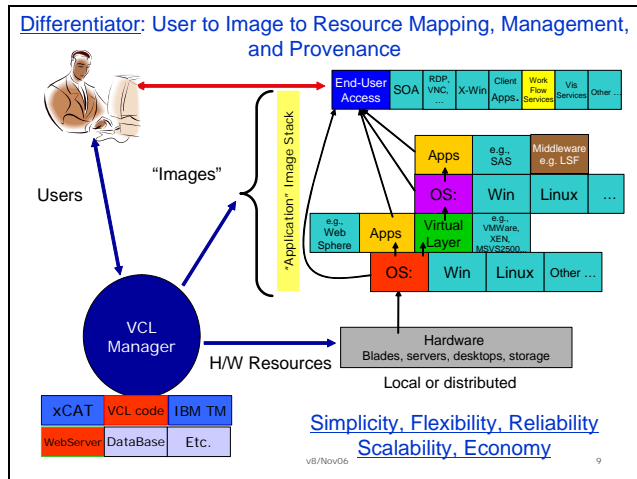 Differentiator: User to Image to Resource Mapping, Management,
and Provenance
End-User
Access
SOA
RDP,
VNC,
...
X-Win
Client
Apps.
Work
Flow
Services
Vis
Services
Other ...
"Application" Image Stack
"Images"
Users
Apps
e.g.,
SAS
Middleware
e.g. LSF
OS:
Win
Linux
...
e.g.,
Web
Sphere
Apps
Virtual
Layer
e.g.,
VMWare,
XEN,
MSVS2500...
OS:
Win
Linux
Other ...
VCL
Manager
H/W Resources
Hardware
Blades, servers, desktops, storage
Local or distributed
xCAT
VCL code
IBM TM
WebServer
DataBase
Etc.
Simplicity, Flexibility, Reliability
Scalability, Economy
v8/Nov06
9